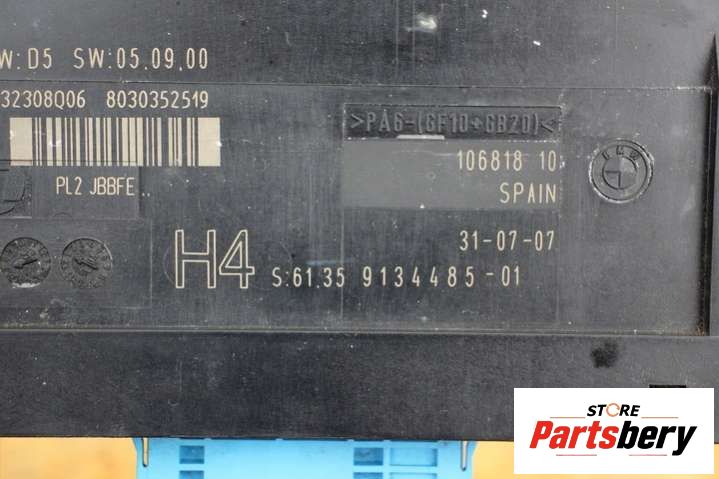 W: D5 SW:05.09.00
32308Q06 8030352519
>PA6-(GF10+GB20)<
106818 10
PL2 JBBFE
SPAIN
BMW
31-07-07
H4 S:61.35 9134485-01
STORE
Partsbery